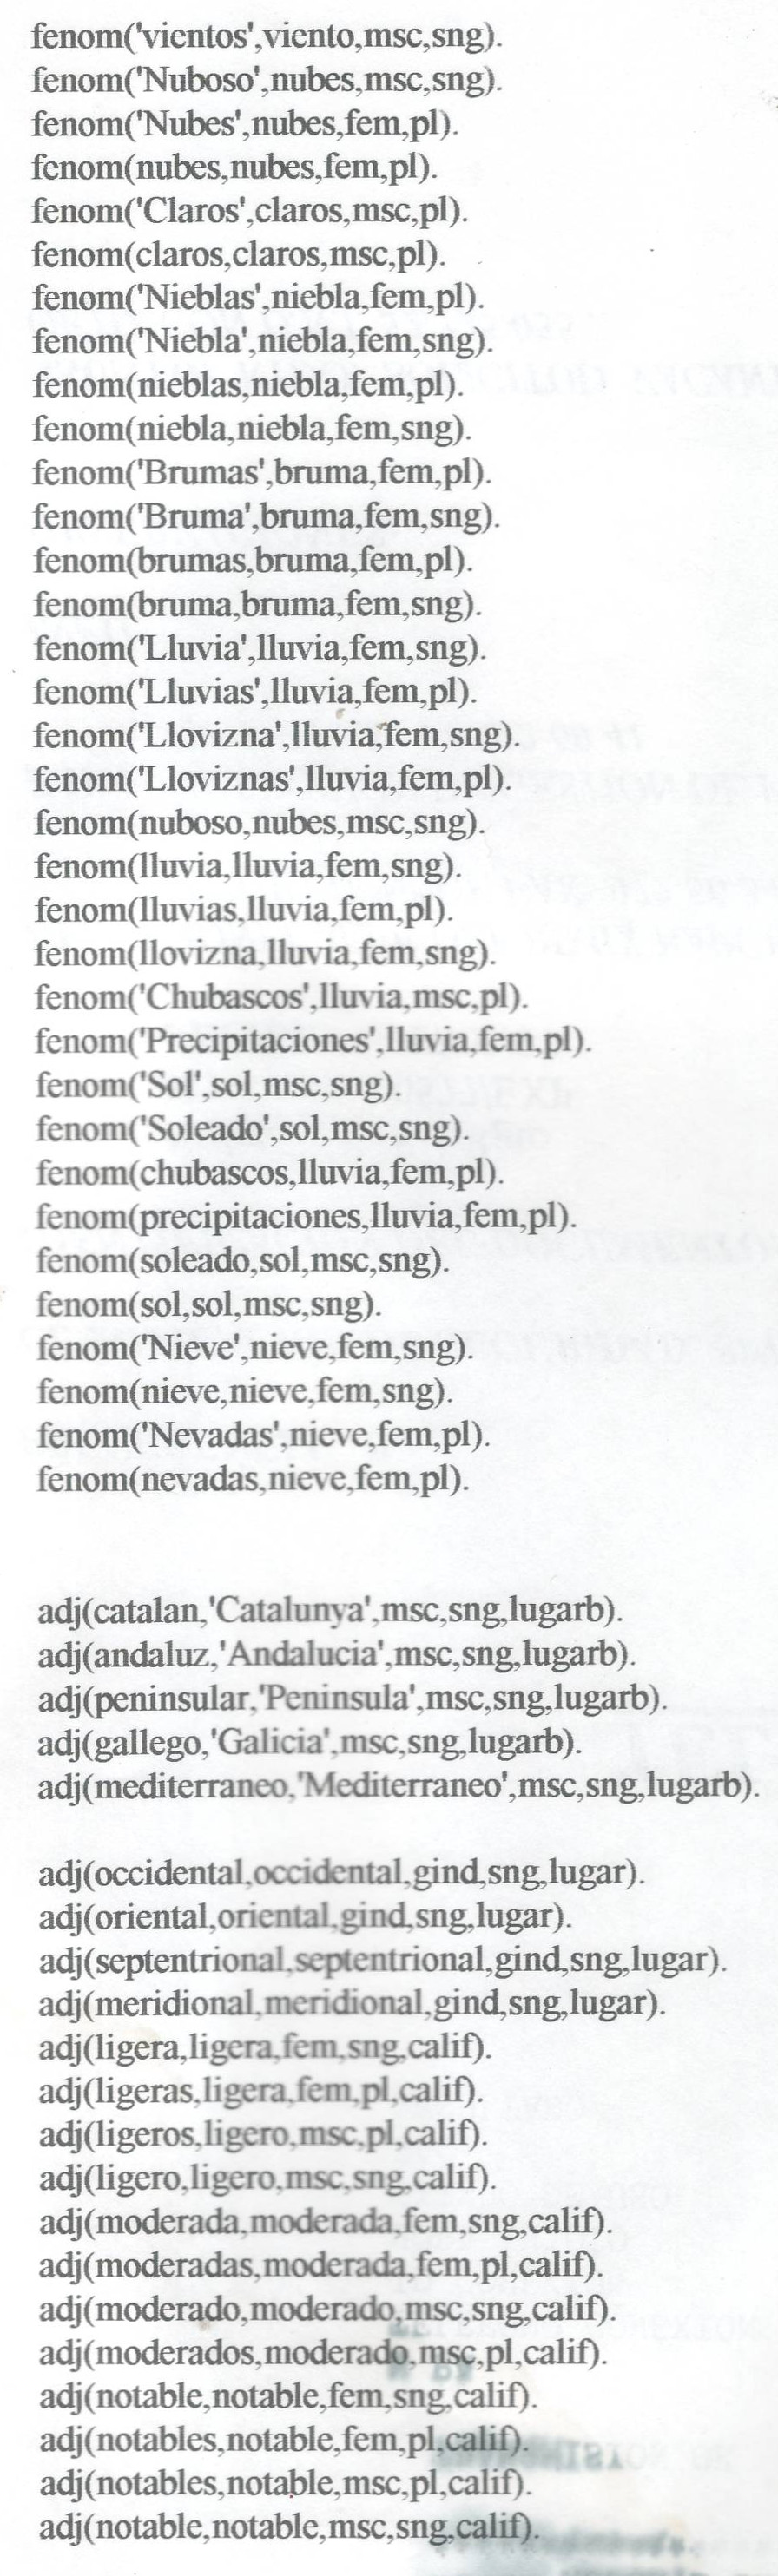 fenom('vientos',viento,msc,sng).
fenom('Nuboso',nubes,msc,sng).
fenom('Nubes',nubes,fem,pl).
fenom(nubes,nubes,fem,pl).
fenom('Claros',claros,msc,pl).
fenom(claros,claros,msc,pl).
fenom('Nieblas',niebla,fem,pl).
fenom('Niebla',niebla,fem,sng).
fenom(nieblas,niebla,fem,pl).
fenom(niebla,niebla,fem,sng).
fenom('Brumas',bruma,fem,pl).
fenom('Bruma',bruma,fem,sng).
fenom(brumas,bruma,fem,pl).
fenom(bruma,bruma,fem,sng).
fenom('Lluvia',lluvia,fem,sng).
fenom('Lluvias',lluvia,fem,pl).
fenom('Llovizna',lluvia,fem,sng).
fenom('Lloviznas',lluvia,fem,pl).
fenom(nuboso,nubes,msc,sng).
fenom(lluvia,lluvia,fem,sng).
fenom(lluvias,lluvia,fem,pl).
fenom(llovizna,lluvia,fem,sng).
fenom('Chubascos',lluvia,msc,pl).
fenom('Precipitaciones',lluvia,fem,pl).
fenom('Sol',sol,msc,sng).
fenom('Soleado',sol,msc,sng).
fenom(chubascos,lluvia,fem,pl).
fenom(precipitaciones,lluvia,fem,pl).
fenom(soleado,sol,msc,sng).
fenom(sol,sol,msc,sng).
fenom('Nieve',nieve,fem,sng).
fenom(nieve,nieve,fem,sng).
fenom('Nevadas',nieve,fem,pl).
fenom(nevadas,nieve,fem,pl).
adj(catalan,'Catalunya',msc,sng,lugarb).
adj(andaluz,'Andalucia',msc,sng,lugarb).
adj(peninsular,'Peninsula',msc,sng,lugarb).
adj(gallego,'Galicia',msc,sng,lugarb).
adj(mediterraneo,'Mediterraneo',msc,sng,lugarb).
adj(occidental,occidental,gind,sng,lugar).
adj(oriental,oriental,gind,sng,lugar).
adj(septentrional,septentrional,gind,sng,lugar).
adj(meridional,meridional,gind,sng,lugar).
adj(ligera,ligera,fem,sng,calif).
adj(ligeras,ligera,fem,pl,calif).
adj(ligeros,ligero,msc,pl,calif).
adj(ligero,ligero,msc,sng,calif).
adj(moderada,moderada,fem,sng,calif).
adj(moderadas,moderada,fem,pl,calif).
adj(moderado,moderado,msc,sng,calif).
adj(moderados,moderado,msc,pl,calif).
adj(notable,notable,fem,sng,calif).
adj(notables,notable,fem,pl,calif).
adj(notables,notable,msc,pl,calif).
adj(notable,notable,msc,sng,calif).